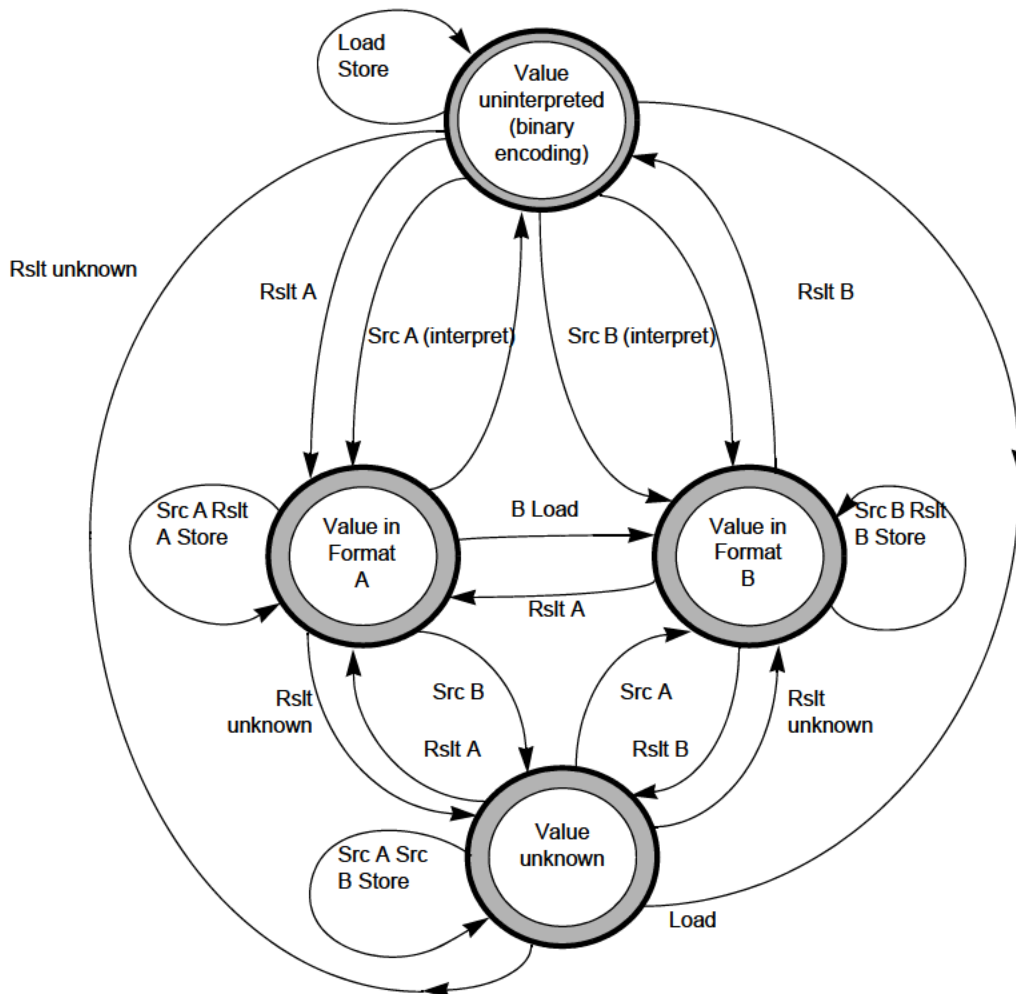 Load
Store
Value
uninterpreted
(binary
encoding)
Rslt unknown
Rslt A
Rslt B
Src A (interpret)
Src B (interpret)
Src A Rslt
A Store
Value in
Format
A
B Load
Value in
Format
B
Src B Rslt
B Store
Rslt A
Rslt
unknown
Src B
Src A
Rslt
unknown
Rslt A
Rslt B
Value
unknown
Src A Src
B Store
Load